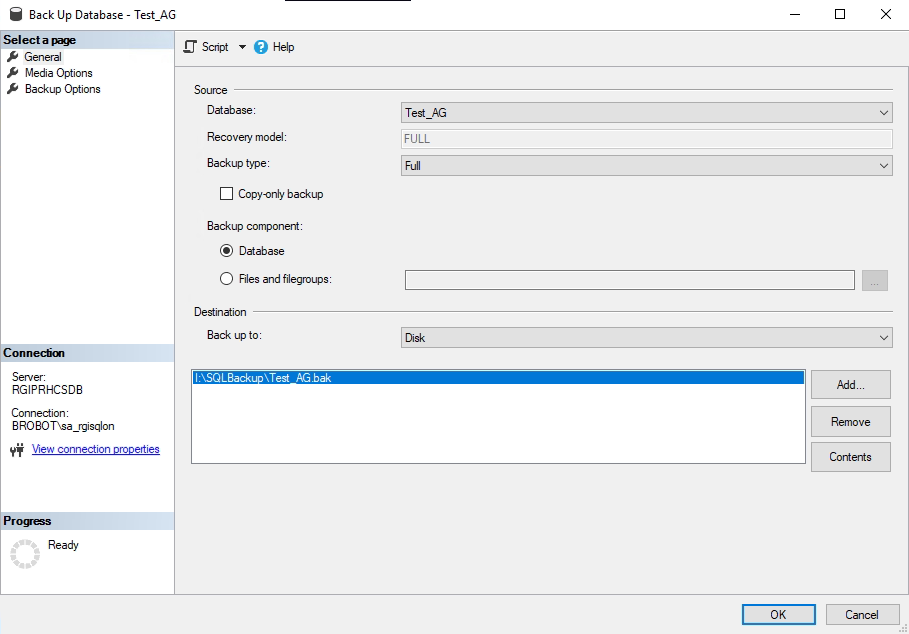 Back Up Database - Test_AG
Select a page
General
Media Options
Backup Options
Script
Help
Source
Database:
Test_AG
Recovery model:
FULL
Backup type:
Full
Copy-only backup
Backup component:
Database
Files and filegroups:
...
Destination
Back up to:
Disk
I:\SQLBackup\Test_AG.bak
Add...
Remove
Contents
Connection
Server:
RGIPRHCSDB
Connection:
BROBOT\sa_rgisqlon
View connection properties
Progress
Ready
OK
Cancel